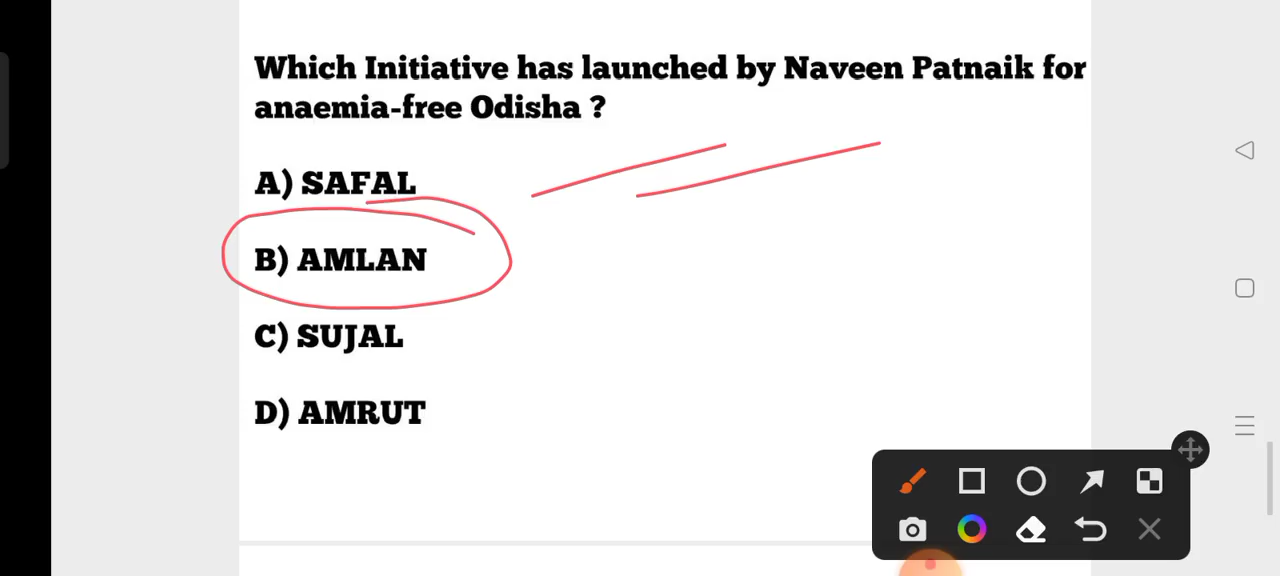 Which Initiative has launched by Naveen Patnaik for
anaemia-free Odisha ?
A) SAFAL
B) AMLAN
C) SUJAL
D) AMRUT